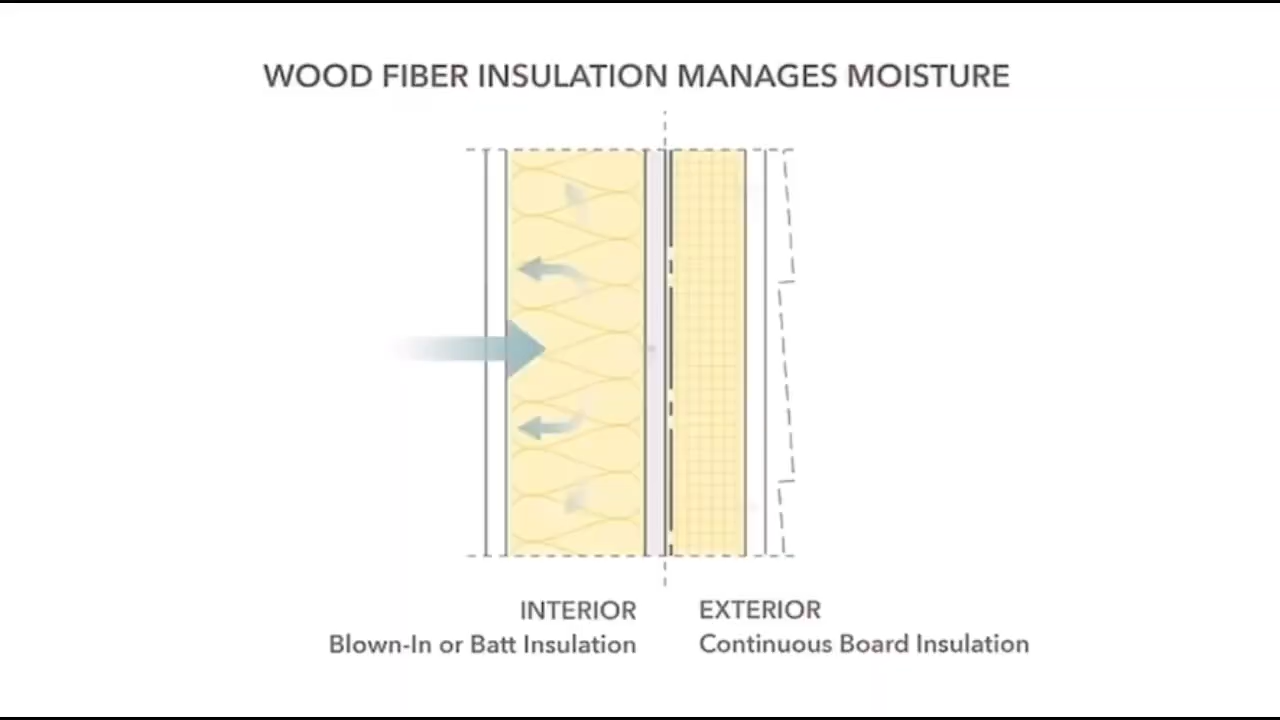 WOOD FIBER INSULATION MANAGES MOISTURE
INTERIOR
Blown-In or Batt Insulation
EXTERIOR
Continuous Board Insulation